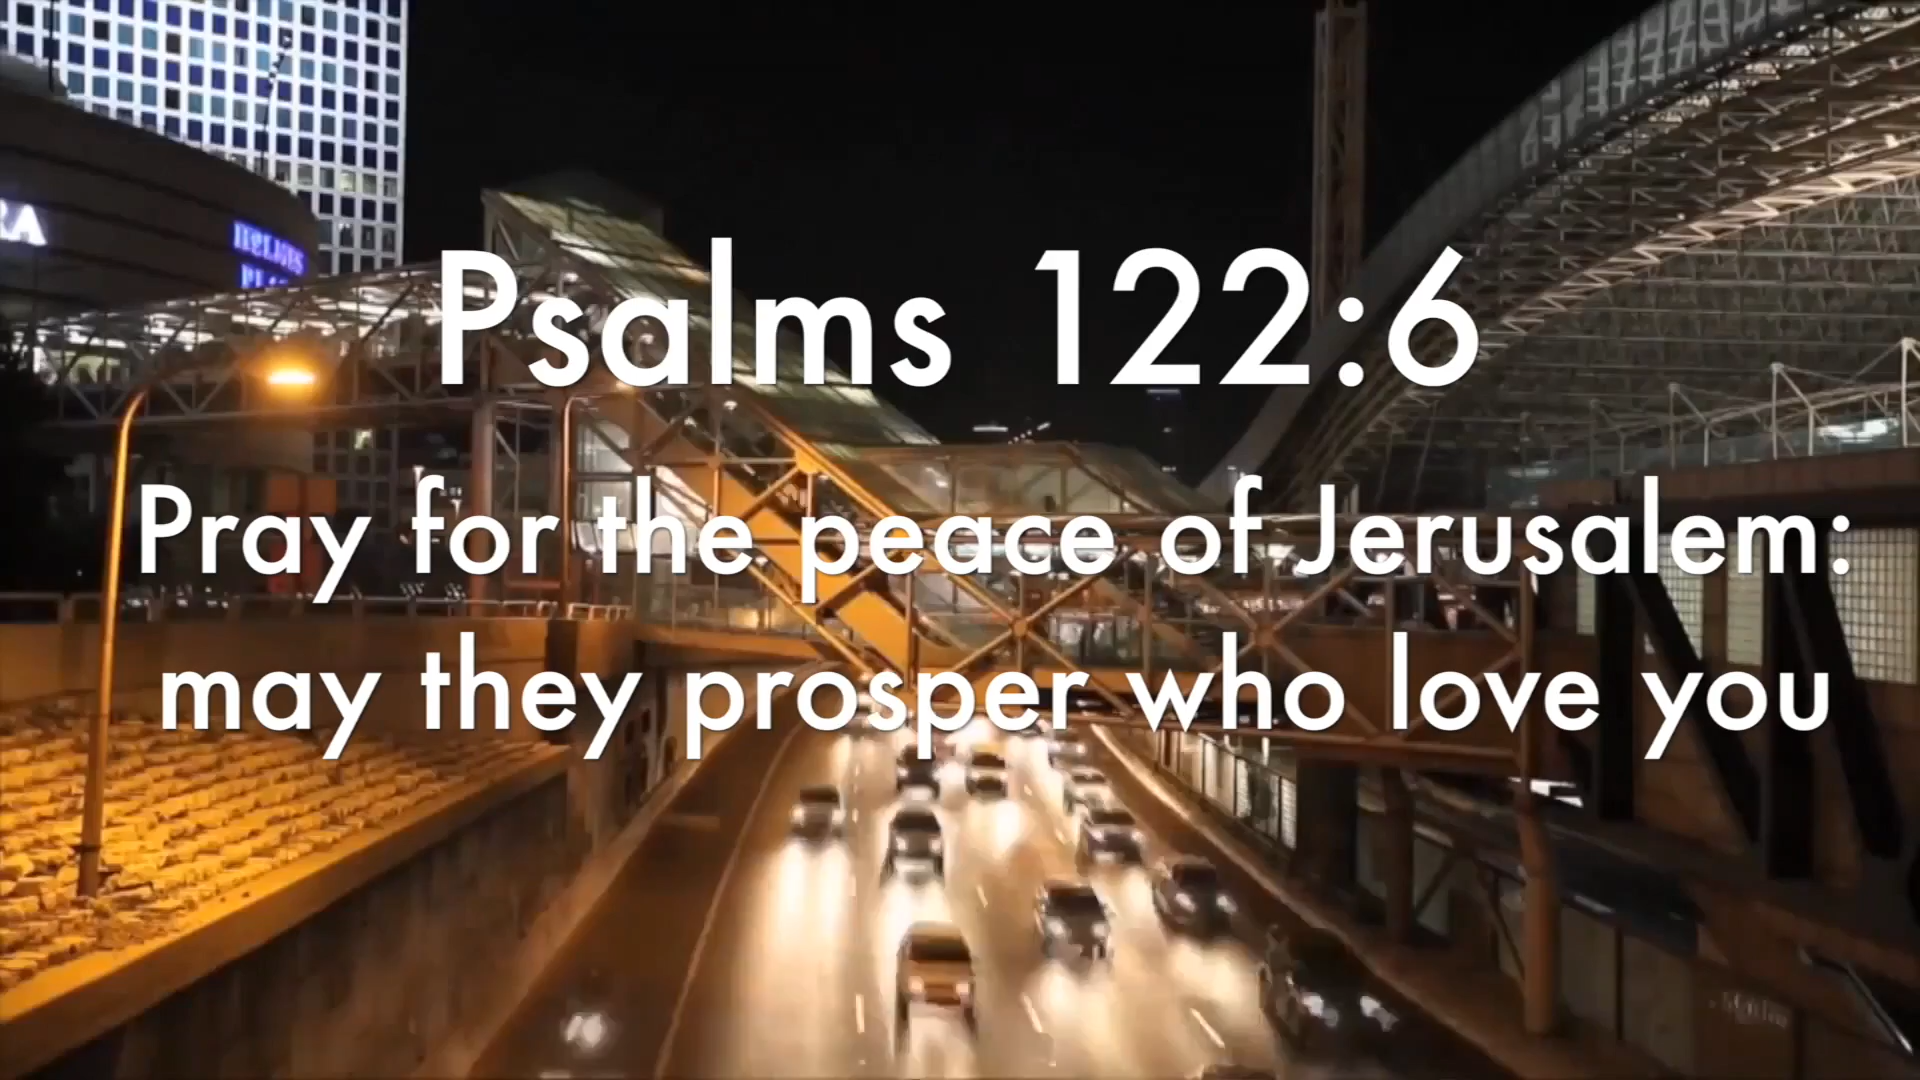 Psalms 122:6
Pray for the peace of Jerusalem:
may they prosper who love you